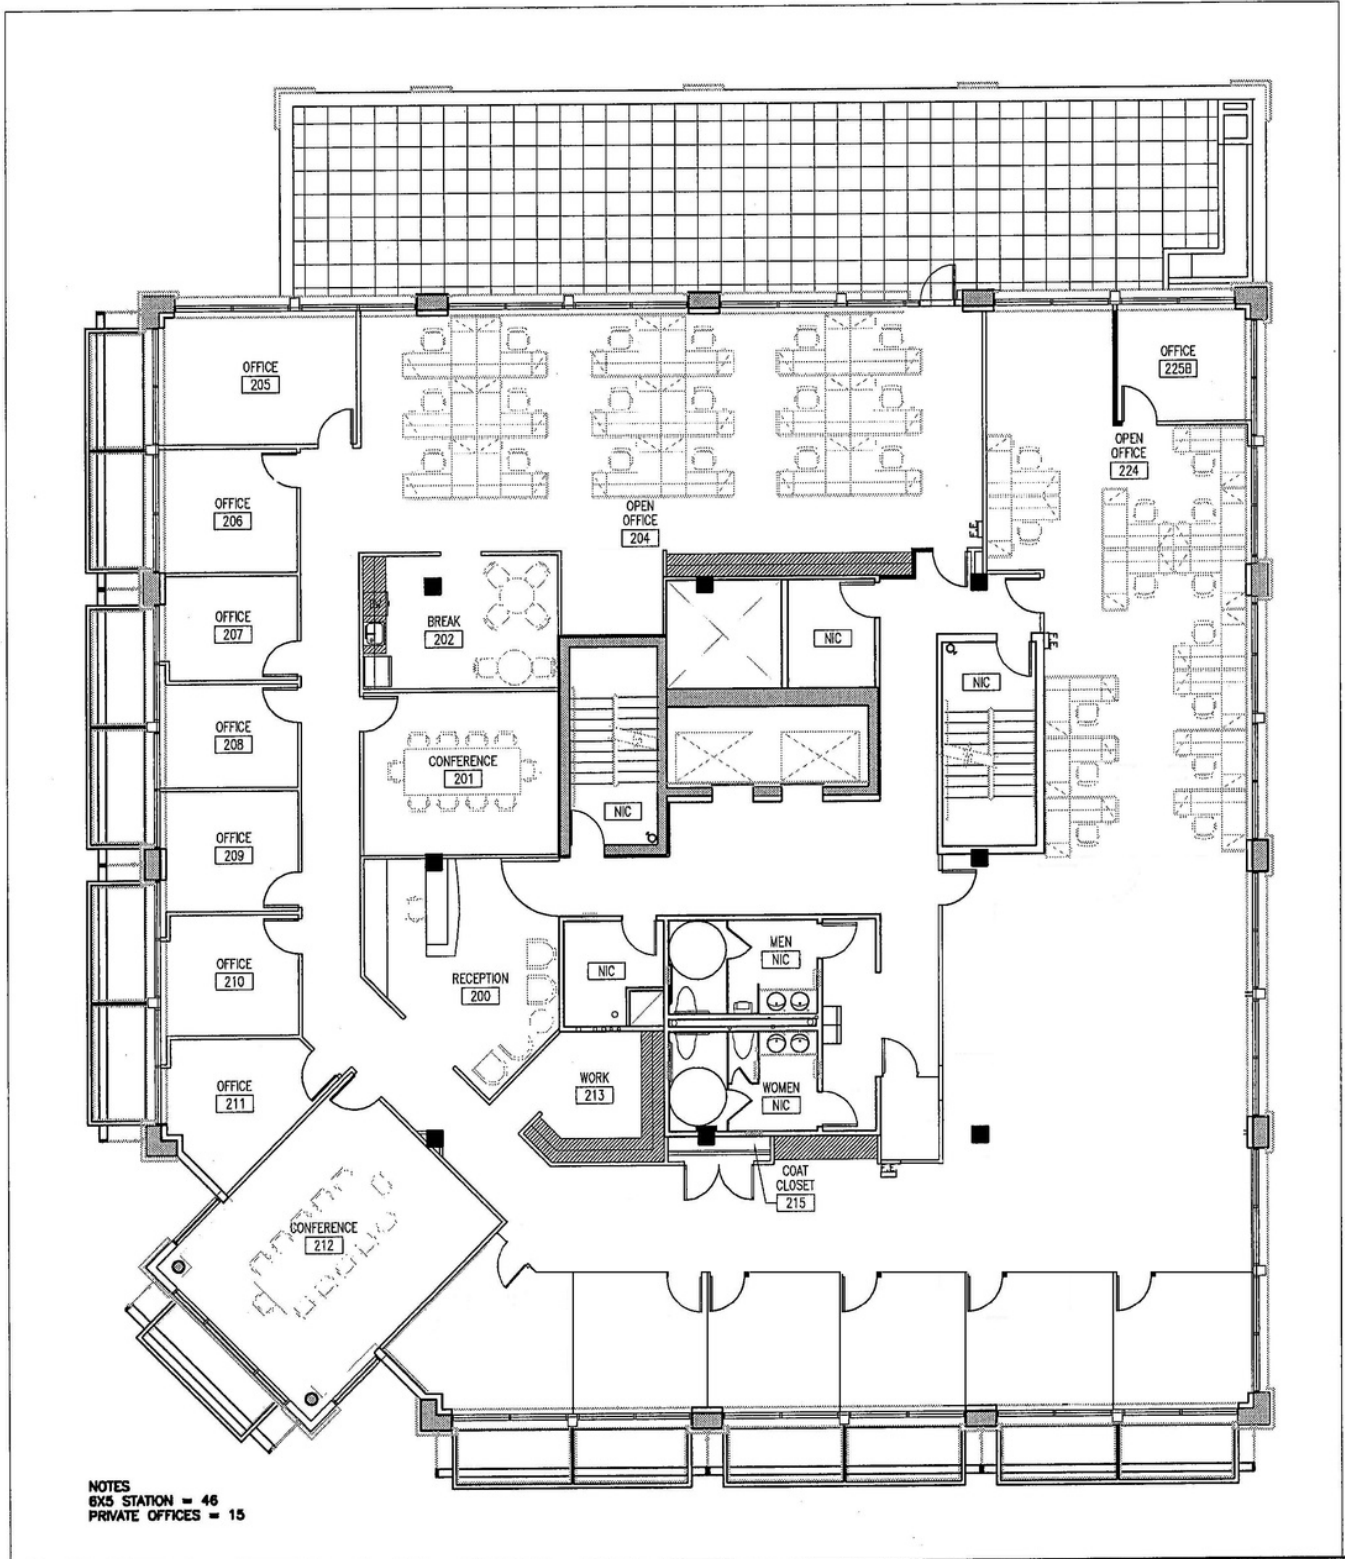 OFFICE
205
OFFICE
225B
OPEN
OFFICE
224
OFFICE
206
OPEN
OFFICE
204
OFFICE
207
BREAK
202
NIC
NIC
OFFICE
208
CONFERENCE
201
NIC
OFFICE
209
OFFICE
210
RECEPTION
200
NIC
MEN
NIC
OFFICE
211
WORK
213
WOMEN
NIC
COAT
CLOSET
215
CONFERENCE
212
NOTES
6X5 STATION = 46
PRIVATE OFFICES = 15